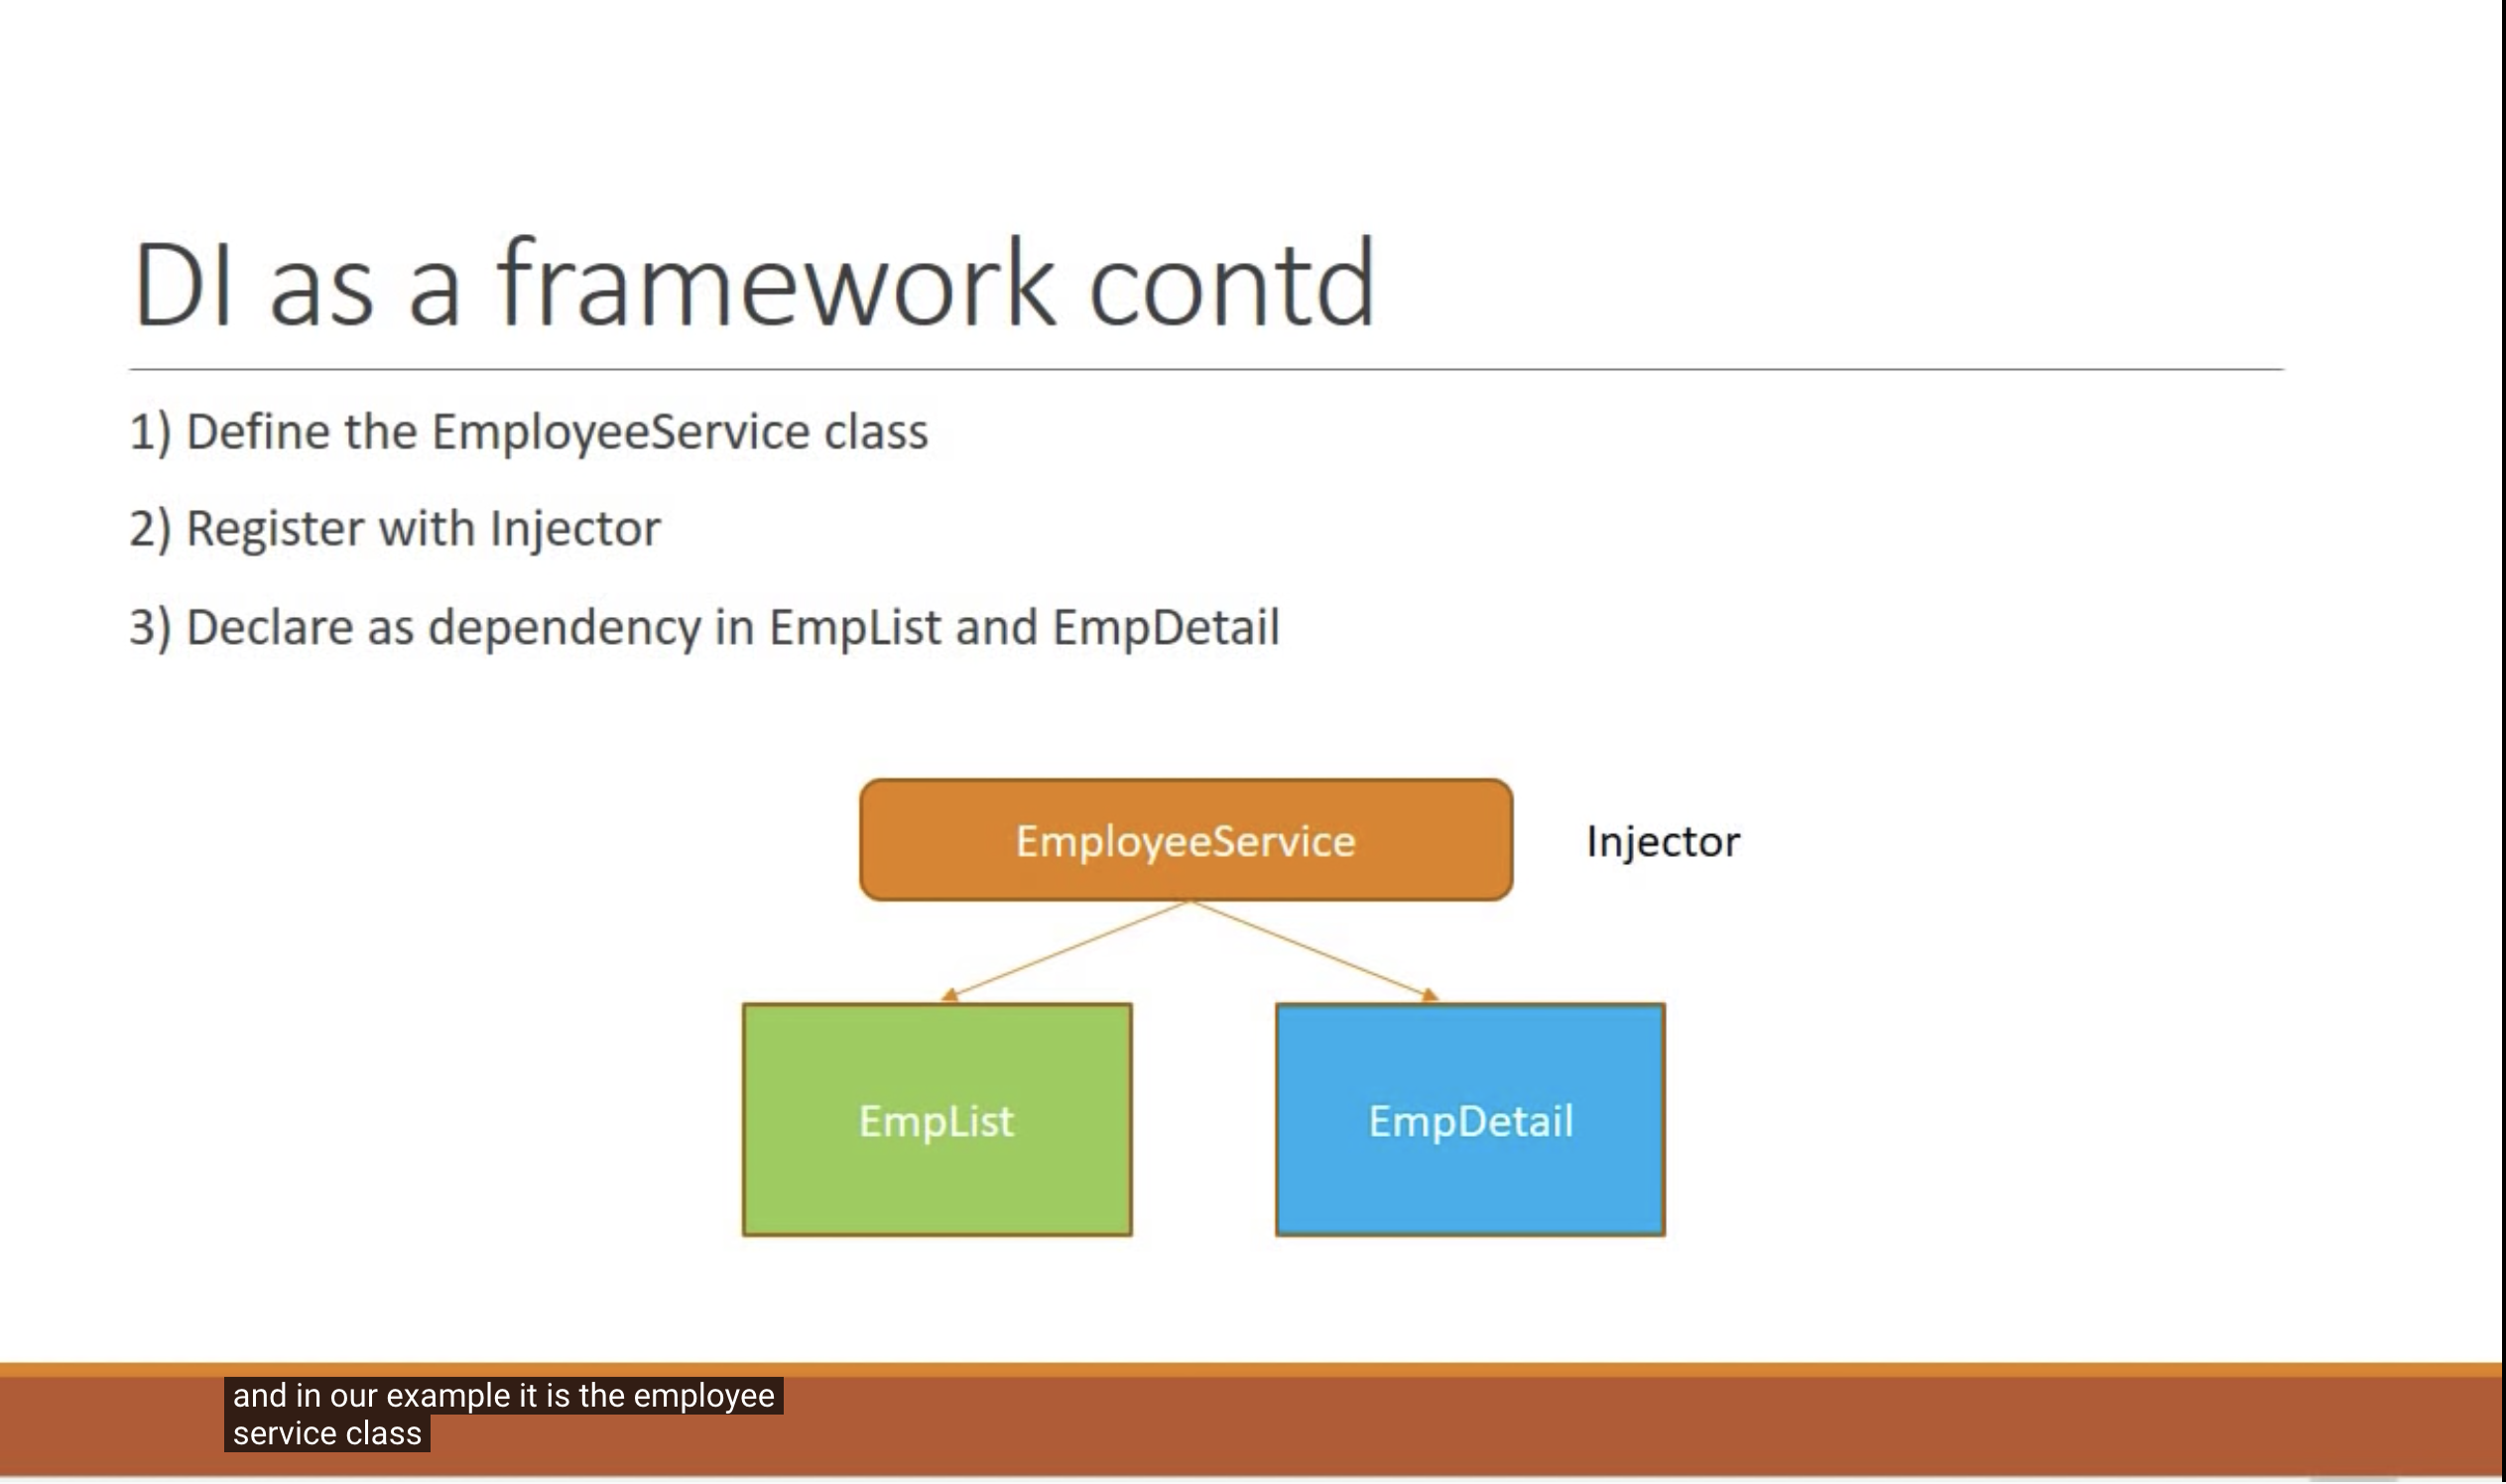 DI as a framework contd
1) Define the EmployeeService class
2) Register with Injector
3) Declare as dependency in EmpList and EmpDetail
EmployeeService
Injector
EmpList
EmpDetail
and in our example it is the employee
service class